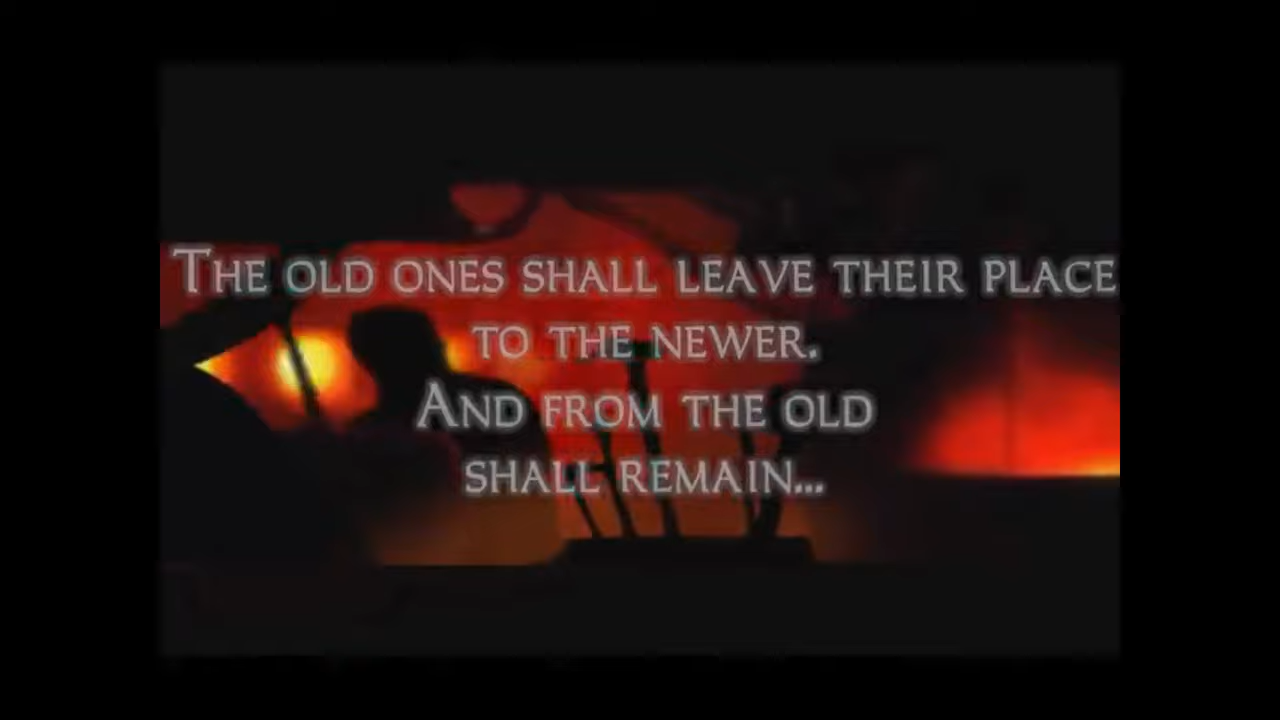 The old ones shall leave their place
to the newer.
And from the old
shall remain...